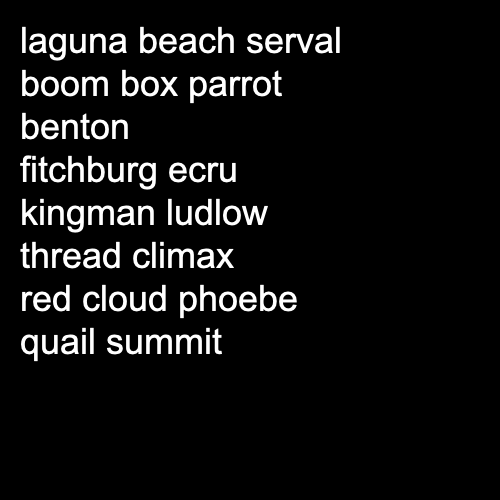 laguna beach serval
boom box parrot
benton
fitchburg ecru
kingman ludlow
thread climax
red cloud phoebe
quail summit